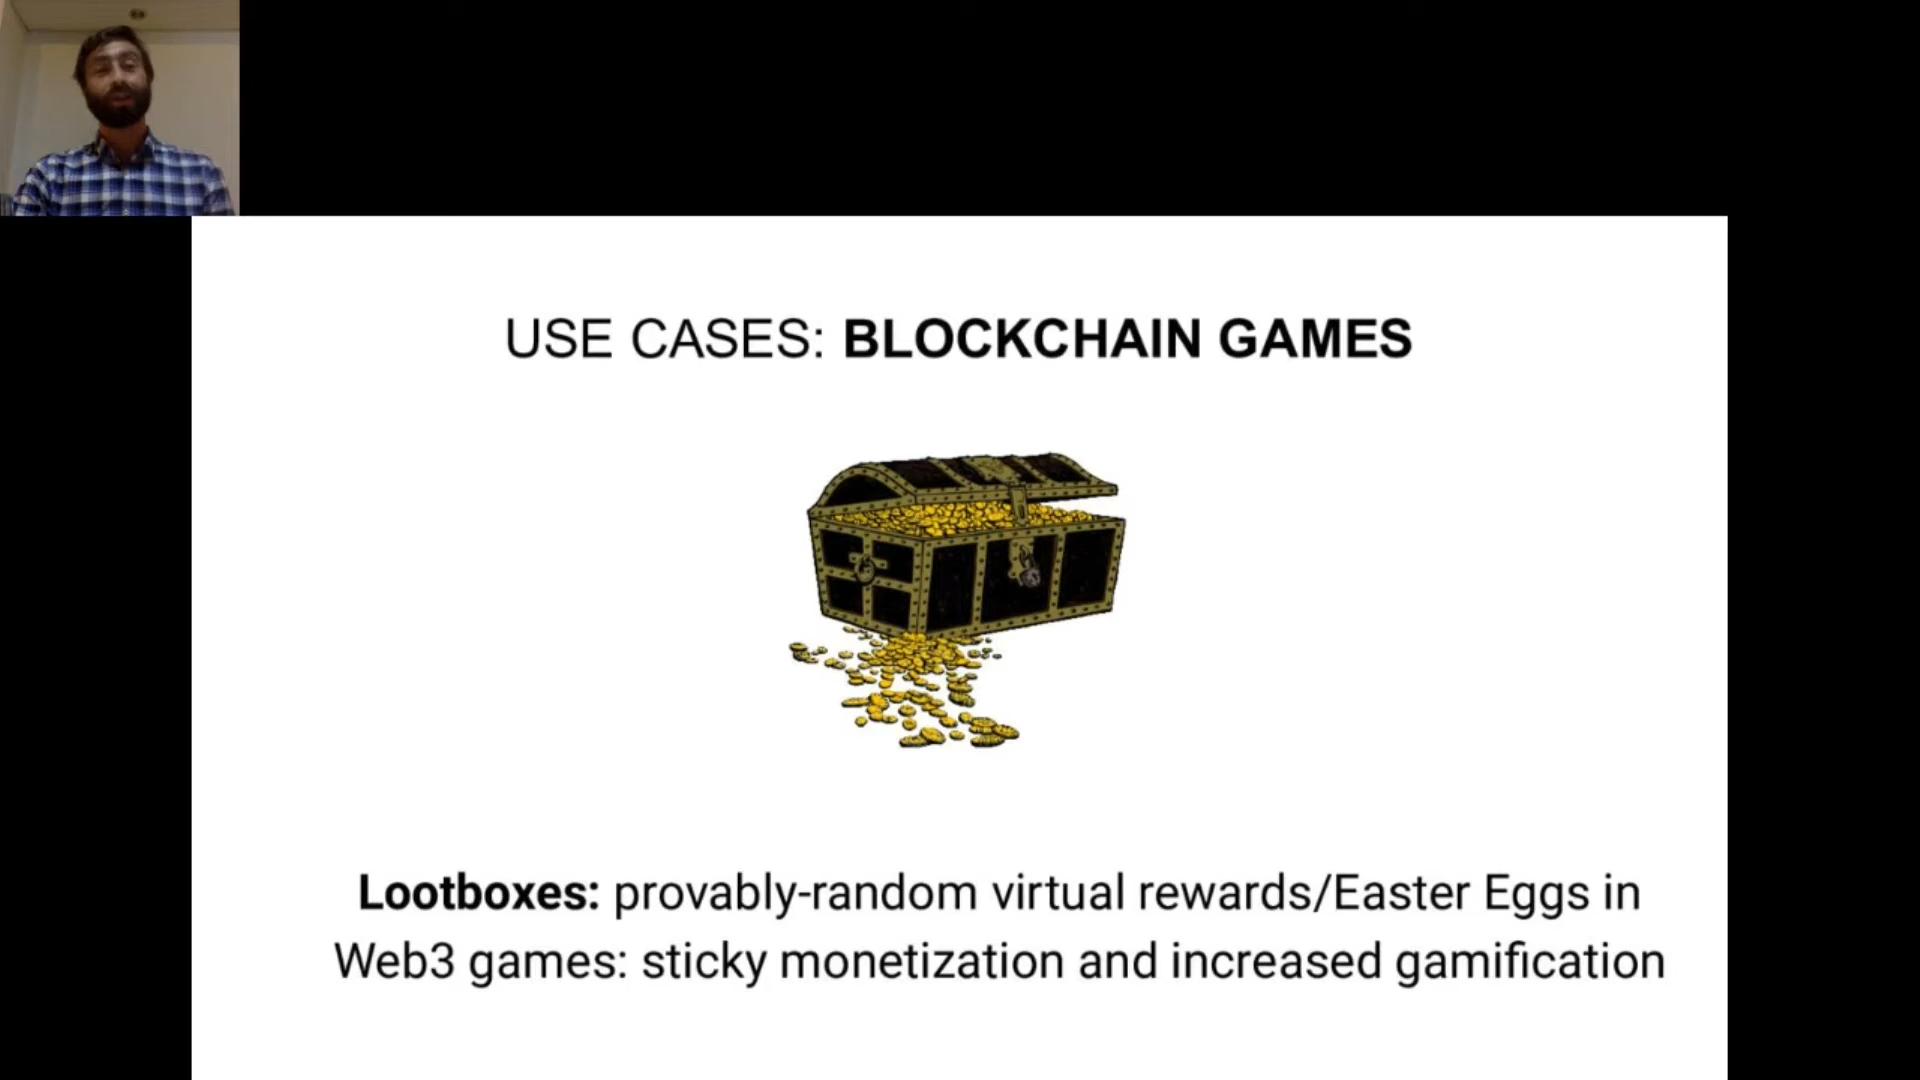 USE CASES: BLOCKCHAIN GAMES
Lootboxes: provably-random virtual rewards/Easter Eggs in
Web3 games: sticky monetization and increased gamification